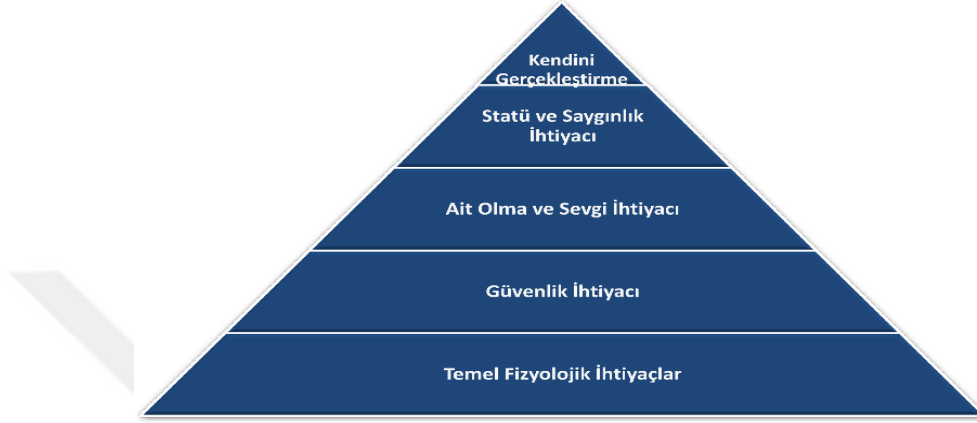 Kendini
Gerçekleştirme
Statü ve Saygınlık
İhtiyacı
Ait Olma ve Sevgi İhtiyacı
Güvenlik İhtiyacı
Temel Fizyolojik İhtiyaçlar